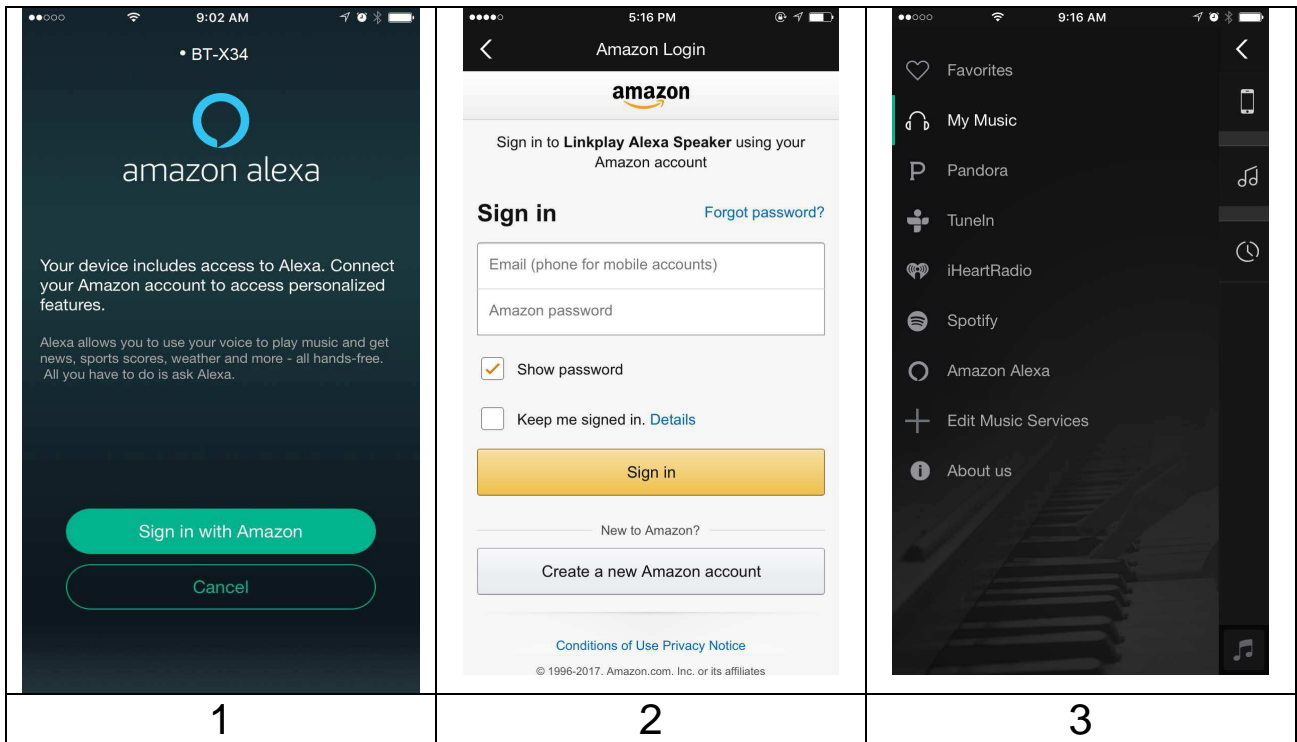 9:02 AM
• BT-X34
amazon alexa
Your device includes access to Alexa. Connect
your Amazon account to access personalized
features.
Alexa allows you to use your voice to play music and get
news, sports scores, weather and more - all hands-free.
All you have to do is ask Alexa.
Sign in with Amazon
Cancel
1
5:16 PM
Amazon Login
amazon
Sign in to Linkplay Alexa Speaker using your
Amazon account
Sign in
Forgot password?
Email (phone for mobile accounts)
Amazon password
Show password
Keep me signed in. Details
Sign in
New to Amazon?
Create a new Amazon account
Conditions of Use Privacy Notice
© 1996-2017, Amazon.com, Inc. or its affiliates
2
9:16 AM
Favorites
My Music
Pandora
TuneIn
iHeartRadio
Spotify
Amazon Alexa
Edit Music Services
About us
3